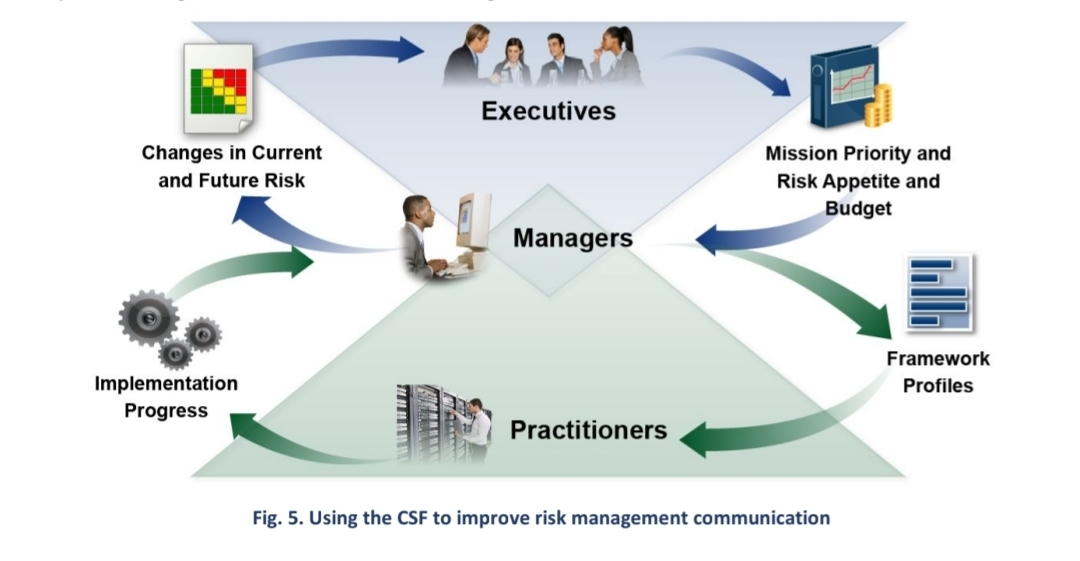 Executives
Changes in Current
and Future Risk
Mission Priority and
Risk Appetite and
Budget
Managers
Implementation
Progress
Framework
Profiles
Practitioners
Fig. 5. Using the CSF to improve risk management communication